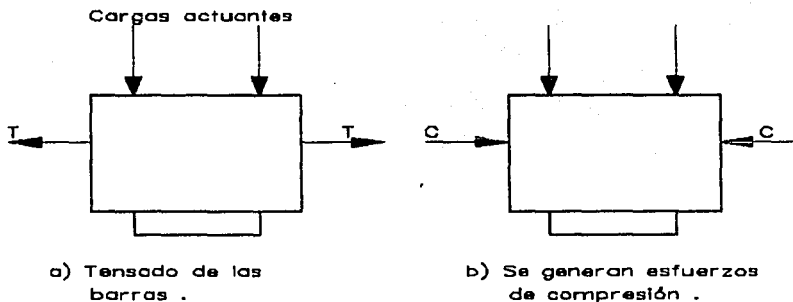 Cargas actuantes
T
T
C
C
a) Tensado de las
barras .
b) Se generan esfuerzos
de compresión .